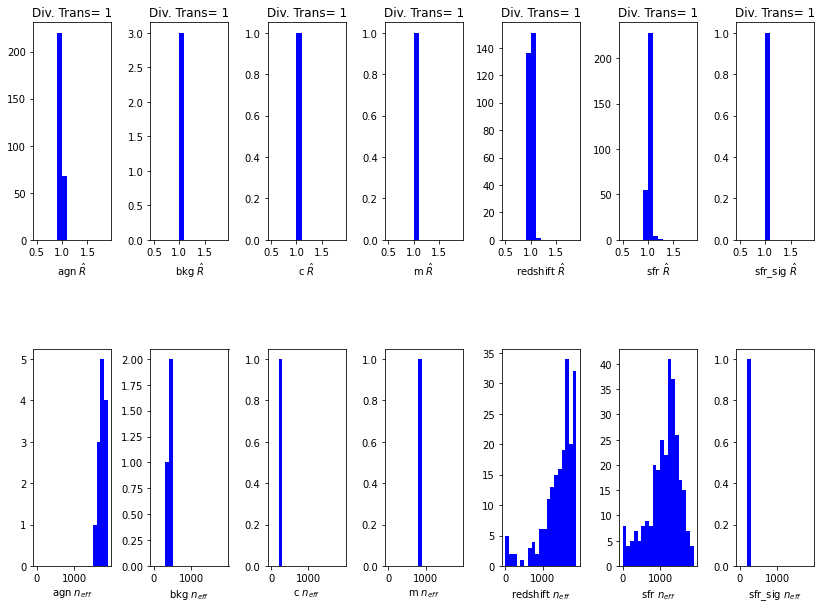 Div. Trans= 1 Div. Trans= 1 Div. Trans= 1 Div. Trans= 1 Div. Trans= 1 Div. Trans= 1 Div. Trans= 1
200 150 100 50 0
3.0 2.5 2.0 1.5 1.0 0.5 0.0
1.0 0.8 0.6 0.4 0.2 0.0
1.0 0.8 0.6 0.4 0.2 0.0
140 120 100 80 60 40 20 0
200 150 100 50 0
1.0 0.8 0.6 0.4 0.2 0.0
0.5 1.0 1.5 0.5 1.0 1.5 0.5 1.0 1.5 0.5 1.0 1.5 0.5 1.0 1.5 0.5 1.0 1.5 0.5 1.0 1.5
agn R̂ bkg R̂ c R̂ m R̂ redshift R̂ sfr R̂ sfr_sig R̂
5 4 3 2 1 0
2.00 1.75 1.50 1.25 1.00 0.75 0.50 0.25 0.00
1.0 0.8 0.6 0.4 0.2 0.0
1.0 0.8 0.6 0.4 0.2 0.0
35 30 25 20 15 10 5 0
40 35 30 25 20 15 10 5 0
1.0 0.8 0.6 0.4 0.2 0.0
0 1000 0 1000 0 1000 0 1000 0 1000 0 1000 0 1000
agn n_eff bkg n_eff c n_eff m n_eff redshift n_eff sfr n_eff sfr_sig n_eff